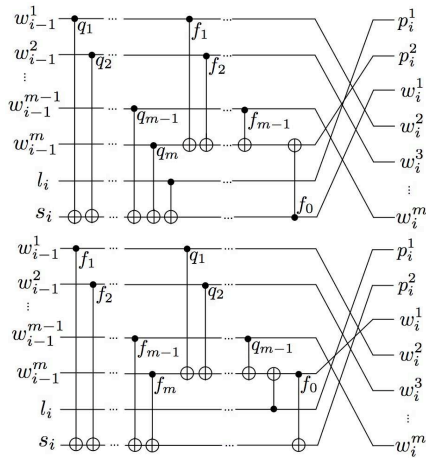 w_{i-1}^1 q_1 ... ... f_1 ... p_i^1
w_{i-1}^2 q_2 ... ... f_2 ... p_i^2
⋮ w_i^1
w_{i-1}^{m-1} ... q_{m-1} ... ... f_{m-1} w_i^2
w_{i-1}^m ... q_m ... ... w_i^3
l_i ... ... ... ⋮
s_i ... ... ... f_0 w_i^m
w_{i-1}^1 f_1 ... ... q_1 ... p_i^1
w_{i-1}^2 f_2 ... ... q_2 ... p_i^2
⋮ w_i^1
w_{i-1}^{m-1} ... f_{m-1} ... ... q_{m-1} w_i^2
w_{i-1}^m ... f_m ... ... f_0 w_i^3
l_i ... ... ... ⋮
s_i ... ... ... w_i^m